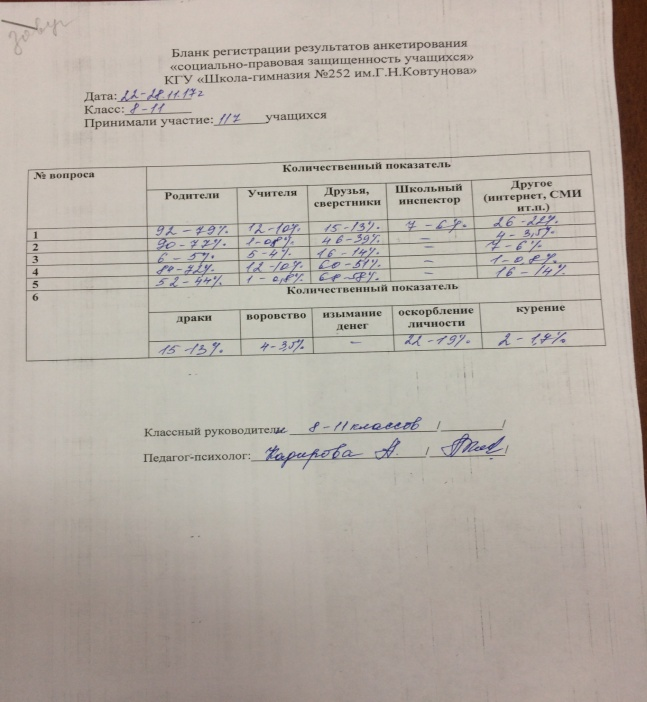 завуч
Бланк регистрации результатов анкетирования
«социально-правовая защищенность учащихся»
КГУ «Школа-гимназия №252 им.Г.Н.Ковтунова»
Дата: 22-28.11.17г
Класс: 8-11
Принимали участие: 117 учащихся
№ вопроса Количественный показатель
Родители Учителя Друзья, сверстники Школьный инспектор Другое (интернет, СМИ ит.п.)
1 92-79% 12-10% 15-13% 7-6% 26-22%
2 90-77% 1-0,8% 46-39% - 4-3,5%
3 6-5% 5-4% 16-14% - 7-6%
4 84-72% 12-10% 60-51% - 1-0,8%
5 52-44% 1-0,8% 68-58% - 16-14%
6 Количественный показатель
драки воровство изымание денег оскорбление личности курение
15-13% 4-3,5% - 22-19% 2-1,7%
Классный руководители 8-11 классов / /
Педагог-психолог: Кадирова А. / /